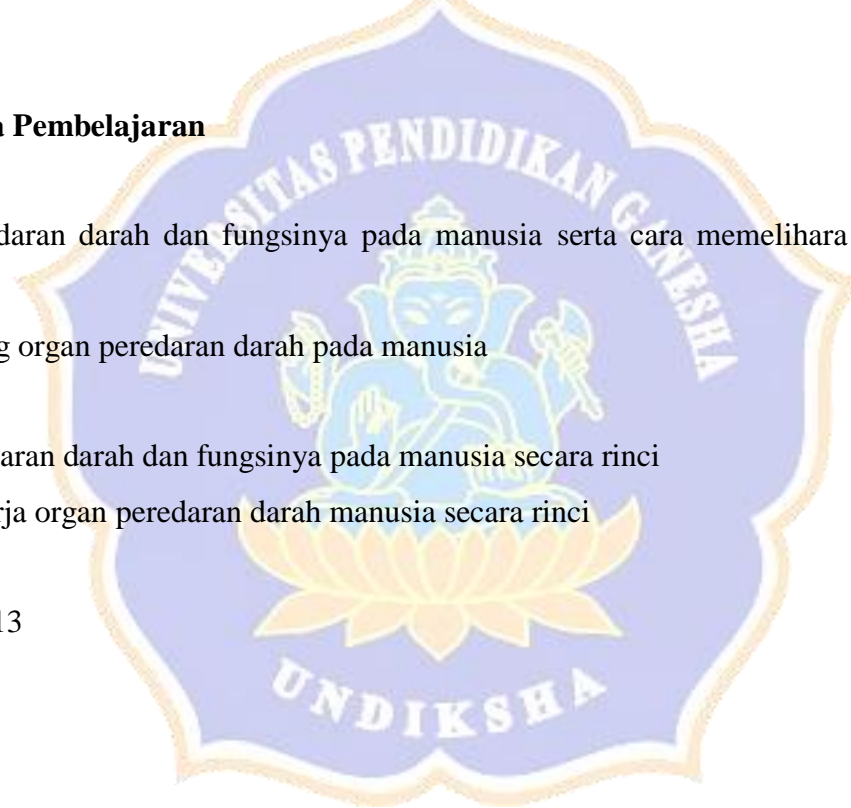 a Pembelajaran
UNIVERSITAS PENDIDIKAN GANESHA
daran darah dan fungsinya pada manusia serta cara memelihara
g organ peredaran darah pada manusia
aran darah dan fungsinya pada manusia secara rinci
rja organ peredaran darah manusia secara rinci
13
UNDIKSHA